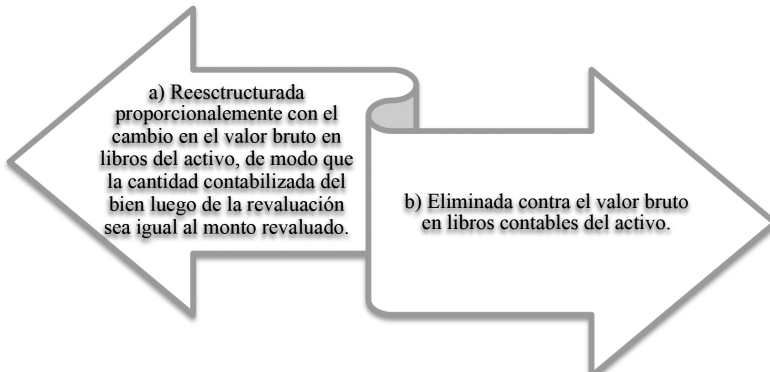 a) Reesctructurada
proporcionalemente con el
cambio en el valor bruto en
libros del activo, de modo que
la cantidad contabilizada del
bien luego de la revaluación
sea igual al monto revaluado.
b) Eliminada contra el valor bruto
en libros contables del activo.